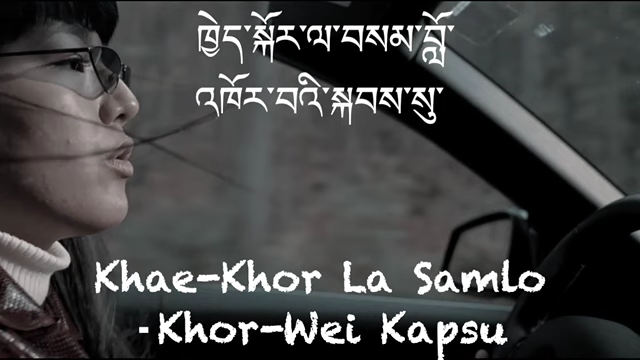 ཁྱེད་སྐོར་ལ་བསམ་བློ་
འཁོར་བའི་སྐབས་སུ་
Khae-Khor La Samlo
-Khor-Wei Kapsu